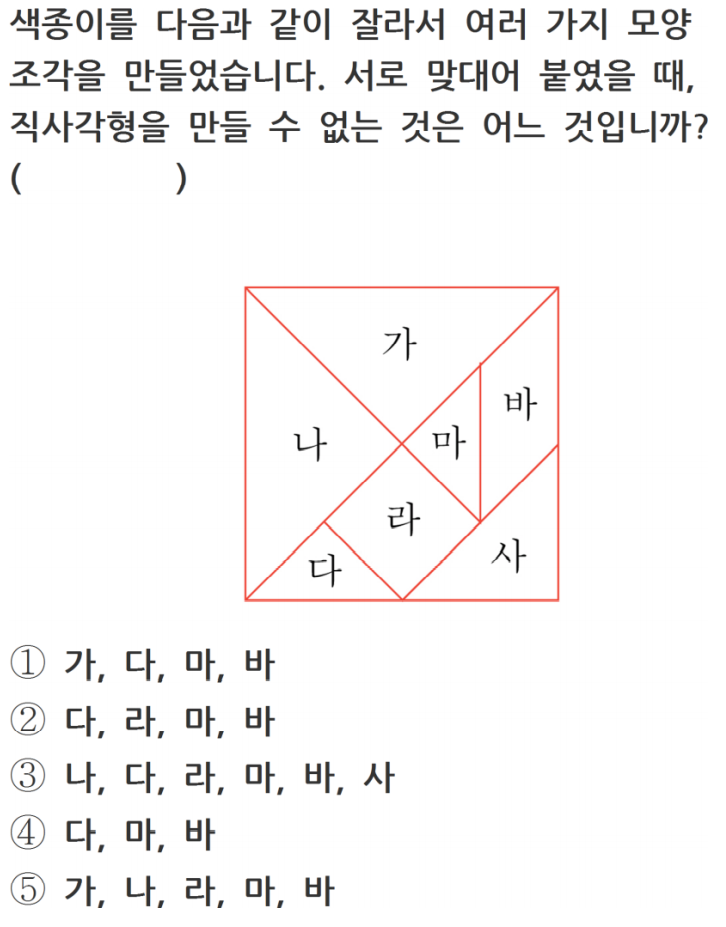 색종이를 다음과 같이 잘라서 여러 가지 모양
조각을 만들었습니다. 서로 맞대어 붙였을 때,
직사각형을 만들 수 없는 것은 어느 것입니까?
(          )
가
바
나
마
라
다
사
① 가, 다, 마, 바
② 다, 라, 마, 바
③ 나, 다, 라, 마, 바, 사
④ 다, 마, 바
⑤ 가, 나, 라, 마, 바